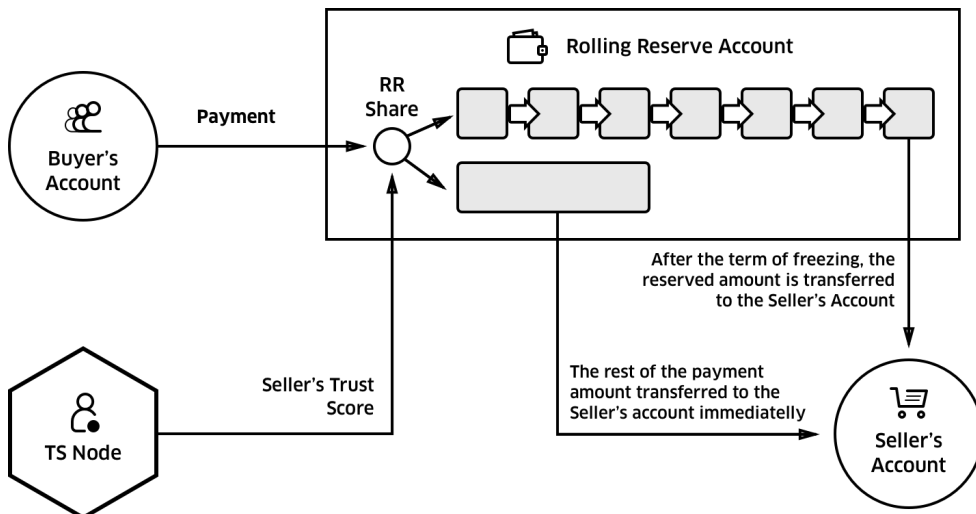 Rolling Reserve Account
RR
Share
Payment
Buyer's
Account
After the term of freezing, the
reserved amount is transferred
to the Seller's Account
Seller's Trust
Score
The rest of the payment
amount transferred to the
Seller's account immediatelly
TS Node
Seller's
Account